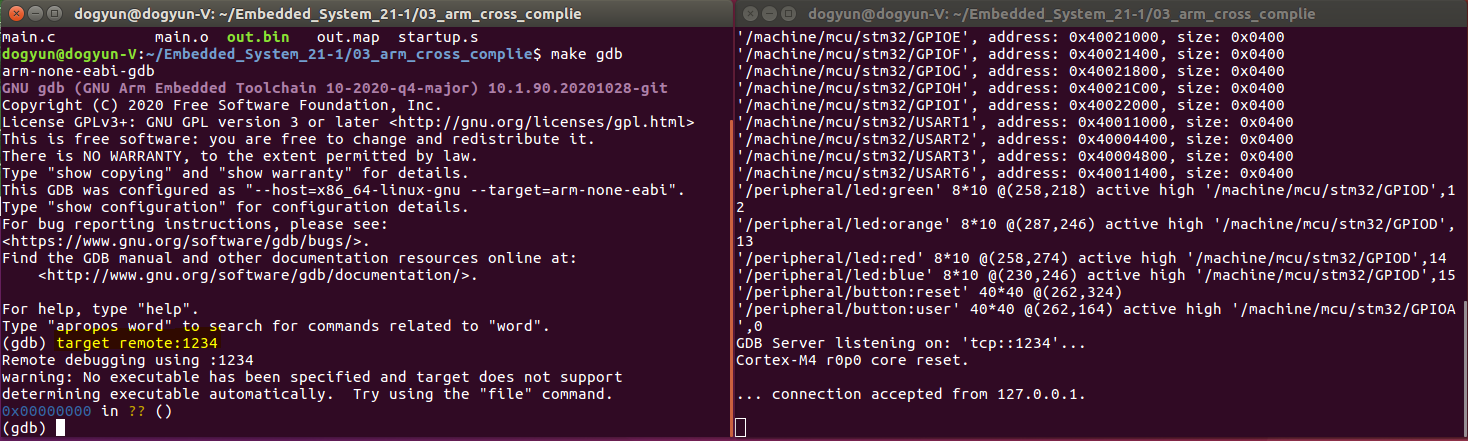 dogyun@dogyun-V: ~/Embedded_System_21-1/03_arm_cross_complie
main.c main.o out.bin out.map startup.s
dogyun@dogyun-V:~/Embedded_System_21-1/03_arm_cross_complie$ make gdb
arm-none-eabi-gdb
GNU gdb (GNU Arm Embedded Toolchain 10-2020-q4-major) 10.1.90.20201028-git
Copyright (C) 2020 Free Software Foundation, Inc.
License GPLv3+: GNU GPL version 3 or later <http://gnu.org/licenses/gpl.html>
This is free software: you are free to change and redistribute it.
There is NO WARRANTY, to the extent permitted by law.
Type "show copying" and "show warranty" for details.
This GDB was configured as "--host=x86_64-linux-gnu --target=arm-none-eabi".
Type "show configuration" for configuration details.
For bug reporting instructions, please see:
<https://www.gnu.org/software/gdb/bugs/>.
Find the GDB manual and other documentation resources online at:
    <http://www.gnu.org/software/gdb/documentation/>.
For help, type "help".
Type "apropos word" to search for commands related to "word".
(gdb) target remote:1234
Remote debugging using :1234
warning: No executable has been specified and target does not support
determining executable automatically.  Try using the "file" command.
0x00000000 in ?? ()
(gdb)
dogyun@dogyun-V: ~/Embedded_System_21-1/03_arm_cross_complie
'/machine/mcu/stm32/GPIOE', address: 0x40021000, size: 0x0400
'/machine/mcu/stm32/GPIOF', address: 0x40021400, size: 0x0400
'/machine/mcu/stm32/GPIOG', address: 0x40021800, size: 0x0400
'/machine/mcu/stm32/GPIOH', address: 0x40021C00, size: 0x0400
'/machine/mcu/stm32/GPIOI', address: 0x40022000, size: 0x0400
'/machine/mcu/stm32/USART1', address: 0x40011000, size: 0x0400
'/machine/mcu/stm32/USART2', address: 0x40004400, size: 0x0400
'/machine/mcu/stm32/USART3', address: 0x40004800, size: 0x0400
'/machine/mcu/stm32/USART6', address: 0x40011400, size: 0x0400
'/peripheral/led:green' 8*10 @(258,218) active high '/machine/mcu/stm32/GPIOD',1
2
'/peripheral/led:orange' 8*10 @(287,246) active high '/machine/mcu/stm32/GPIOD',
13
'/peripheral/led:red' 8*10 @(258,274) active high '/machine/mcu/stm32/GPIOD',14
'/peripheral/led:blue' 8*10 @(230,246) active high '/machine/mcu/stm32/GPIOD',15
'/peripheral/button:reset' 40*40 @(262,324)
'/peripheral/button:user' 40*40 @(262,164) active high '/machine/mcu/stm32/GPIOA
',0
GDB Server listening on: 'tcp::1234'...
Cortex-M4 r0p0 core reset.
... connection accepted from 127.0.0.1.